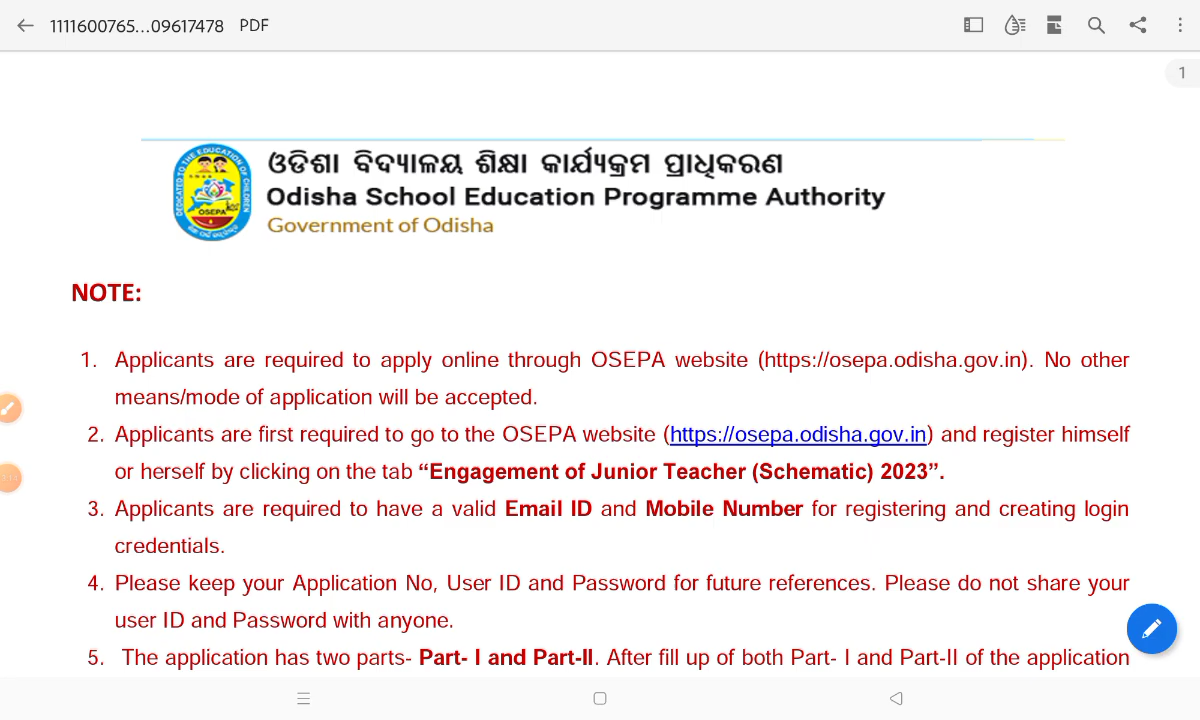 1111600765...09617478 PDF
1
ଓଡିଶା ବିଦ୍ୟାଳୟ ଶିକ୍ଷା କାର୍ଯ୍ୟକ୍ରମ ପ୍ରାଧିକରଣ
Odisha School Education Programme Authority
Government of Odisha
DEDICATED TO THE EDUCATION OF CHILDREN
OSEPA
NOTE:
1. Applicants are required to apply online through OSEPA website (https://osepa.odisha.gov.in). No other
means/mode of application will be accepted.
2. Applicants are first required to go to the OSEPA website (https://osepa.odisha.gov.in) and register himself
or herself by clicking on the tab “Engagement of Junior Teacher (Schematic) 2023”.
3. Applicants are required to have a valid Email ID and Mobile Number for registering and creating login
credentials.
4. Please keep your Application No, User ID and Password for future references. Please do not share your
user ID and Password with anyone.
5. The application has two parts- Part- I and Part-II. After fill up of both Part- I and Part-II of the application